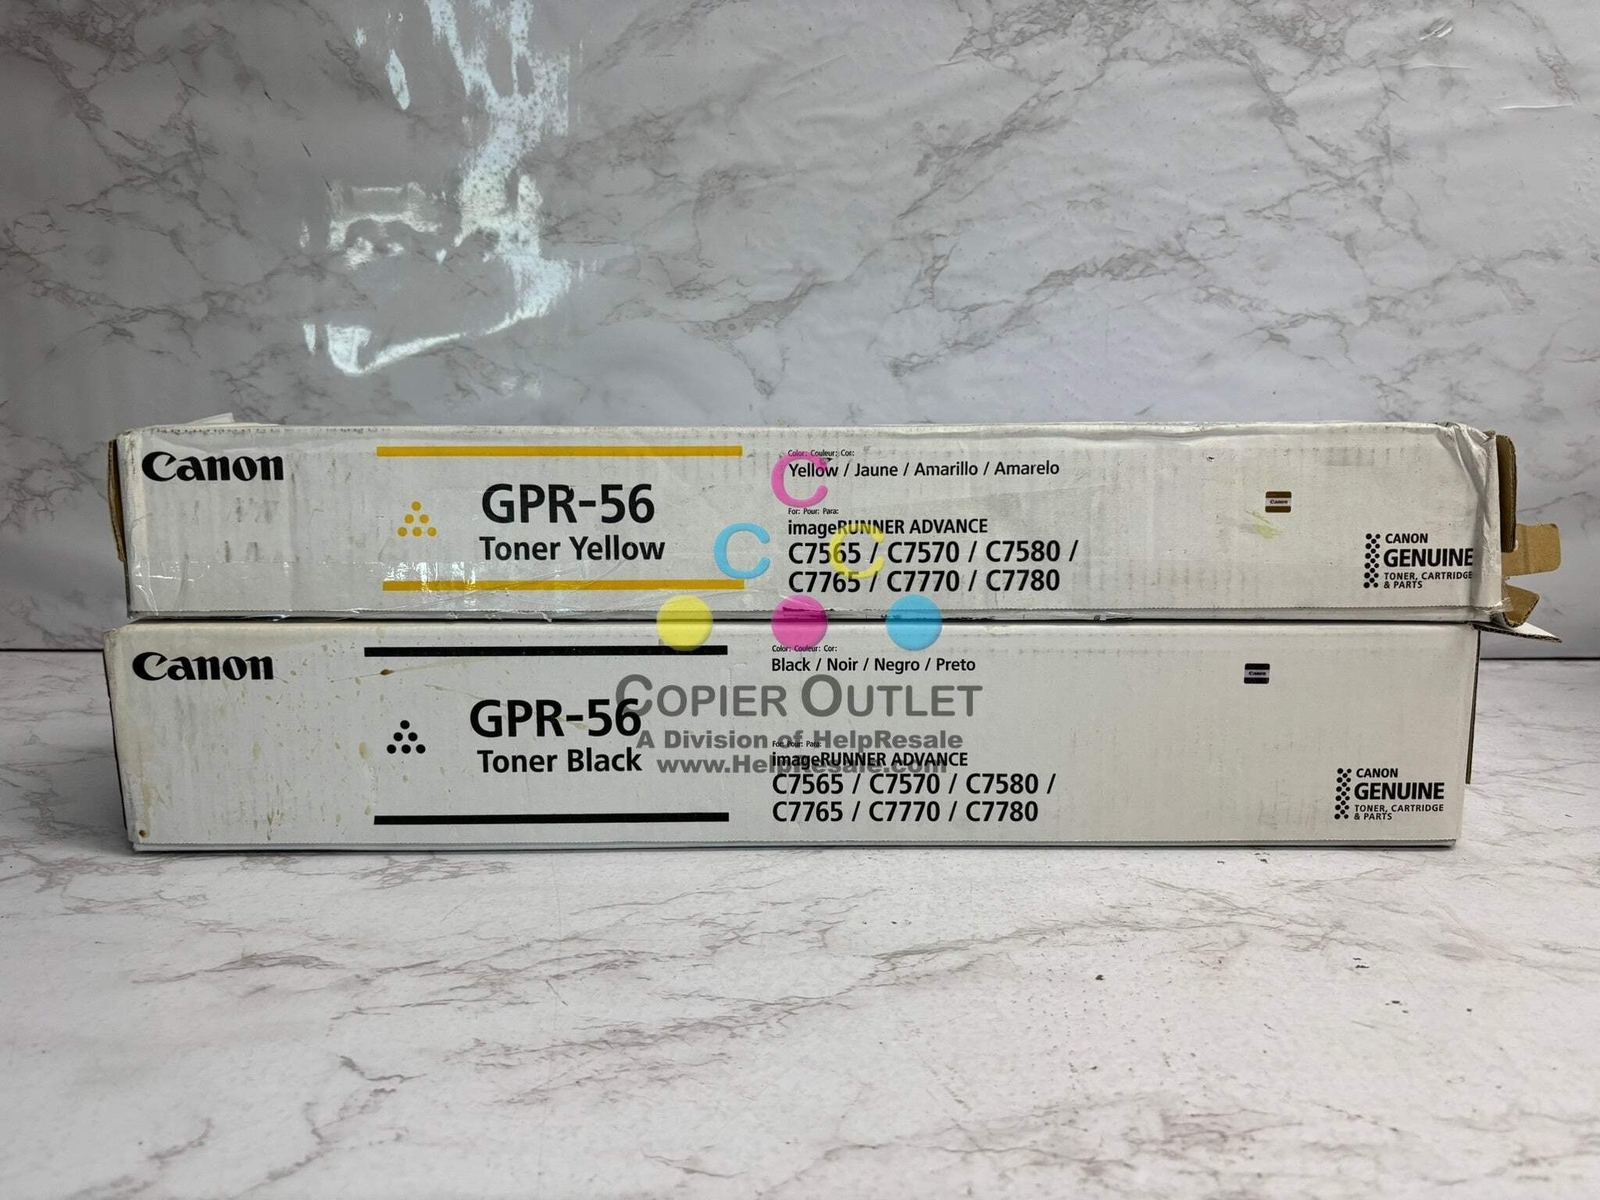 Canon
GPR-56
Toner Yellow
Color: Couleur: Cor:
Yellow / Jaune / Amarillo / Amarelo
For: Pour: Para:
imageRUNNER ADVANCE
C7565 / C7570 / C7580 /
C7765 / C7770 / C7780
Canon
CANON
GENUINE
TONER, CARTRIDGE
& PARTS
C
C C
Canon
GPR-56
Toner Black
Color: Couleur: Cor:
Black / Noir / Negro / Preto
For: Pour: Para:
imageRUNNER ADVANCE
C7565 / C7570 / C7580 /
C7765 / C7770 / C7780
Canon
CANON
GENUINE
TONER, CARTRIDGE
& PARTS
COPIER OUTLET
A Division of HelpResale
www.HelpResale.com